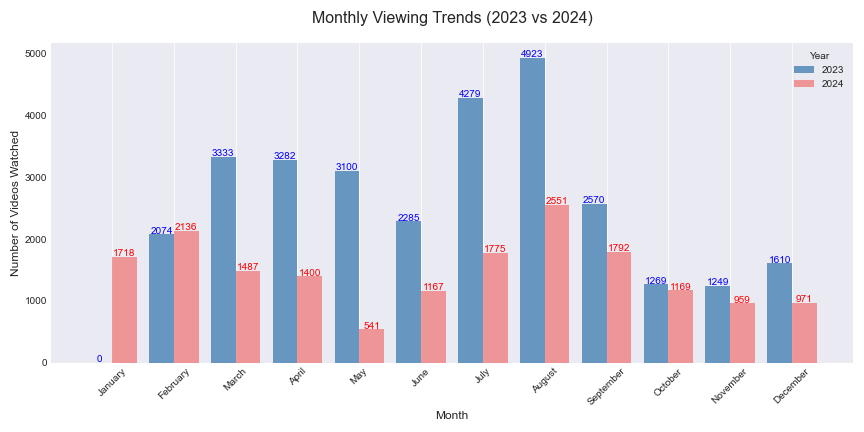 Monthly Viewing Trends (2023 vs 2024)
Number of Videos Watched
5000
4000
3000
2000
1000
0
Year
2023
2024
0
1718
2074
2136
3333
1487
3282
1400
3100
541
2285
1167
4279
1775
4923
2551
2570
1792
1269
1169
1249
959
1610
971
January
February
March
April
May
June
July
August
September
October
November
December
Month